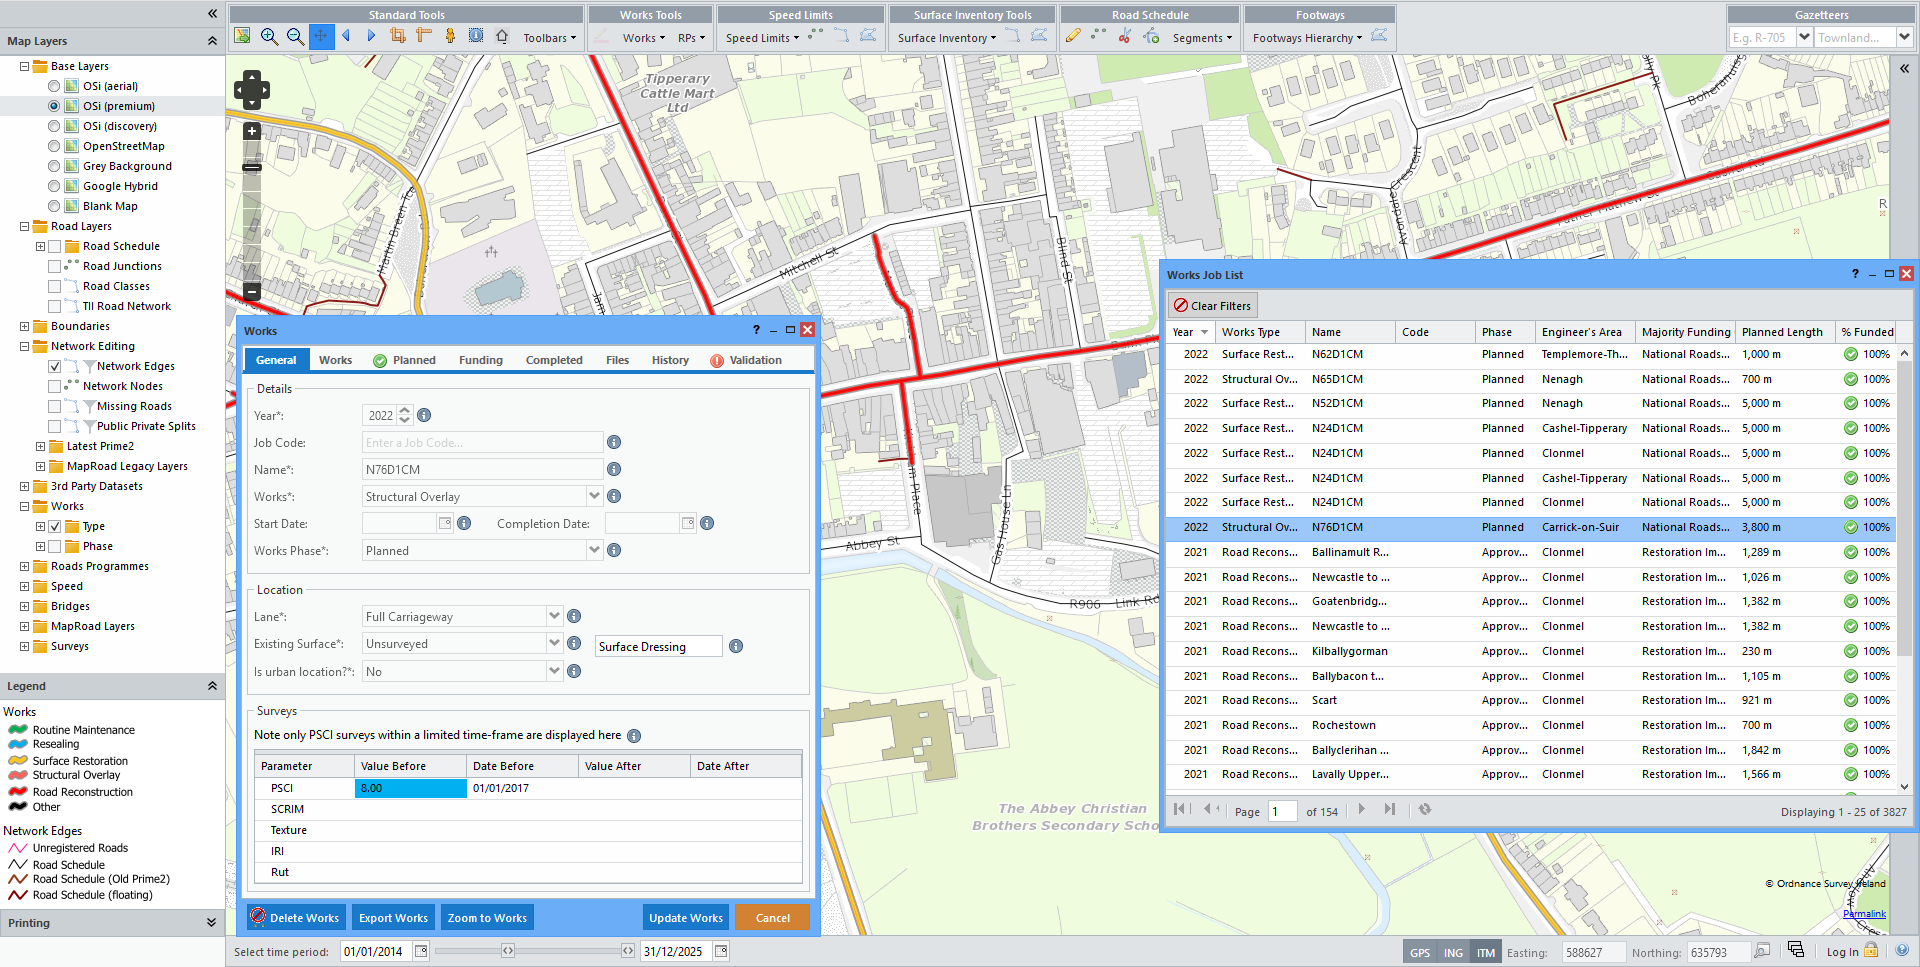 Standard Tools
Works Tools
Speed Limits
Surface Inventory Tools
Road Schedule
Footways
Gazetteers
Toolbars
Works
RPs
Speed Limits
Surface Inventory
Segments
Footways Hierarchy
E.g. R-705
Townland...
Map Layers
Base Layers
OSi (aerial)
OSi (premium)
OSi (discovery)
OpenStreetMap
Grey Background
Google Hybrid
Blank Map
Road Layers
Road Schedule
Road Junctions
Road Classes
TII Road Network
Boundaries
Network Editing
Network Edges
Network Nodes
Missing Roads
Public Private Splits
Latest Prime2
MapRoad Legacy Layers
3rd Party Datasets
Works
Type
Phase
Roads Programmes
Speed
Bridges
MapRoad Layers
Surveys
Legend
Works
Routine Maintenance
Resealing
Surface Restoration
Structural Overlay
Road Reconstruction
Other
Network Edges
Unregistered Roads
Road Schedule
Road Schedule (Old Prime2)
Road Schedule (floating)
Printing
Tipperary
Cattle Mart
Ltd
Martin Breen Tce
Mitchell St
Blind St
Avondale Crescent
Abbey St
Gas House Ln
R906
Link Rd
The Abbey Christian
Brothers Secondary Scho
Works
General
Works
Planned
Funding
Completed
Files
History
Validation
Details
Year*: 2022
Job Code: Enter a Job Code...
Name*: N76D1CM
Works*: Structural Overlay
Start Date:
Completion Date:
Works Phase*: Planned
Location
Lane*: Full Carriageway
Existing Surface*: Unsurveyed
Surface Dressing
Is urban location?*: No
Surveys
Note only PSCI surveys within a limited time-frame are displayed here
Parameter Value Before Date Before Value After Date After
PSCI 8.00 01/01/2017
SCRIM
Texture
IRI
Rut
Delete Works
Export Works
Zoom to Works
Update Works
Cancel
Works Job List
Clear Filters
Year Works Type Name Code Phase Engineer's Area Majority Funding Planned Length % Funded
2022 Surface Rest... N62D1CM Planned Templemore-Th... National Roads... 1,000 m 100%
2022 Structural Ov... N65D1CM Planned Nenagh National Roads... 700 m 100%
2022 Surface Rest... N52D1CM Planned Nenagh National Roads... 5,000 m 100%
2022 Surface Rest... N24D1CM Planned Cashel-Tipperary National Roads... 5,000 m 100%
2022 Surface Rest... N24D1CM Planned Clonmel National Roads... 5,000 m 100%
2022 Surface Rest... N24D1CM Planned Cashel-Tipperary National Roads... 5,000 m 100%
2022 Surface Rest... N24D1CM Planned Clonmel National Roads... 5,000 m 100%
2022 Structural Ov... N76D1CM Planned Carrick-on-Suir National Roads... 3,800 m 100%
2021 Road Recons... Ballinamult R... Approv... Clonmel Restoration Im... 1,289 m 100%
2021 Road Recons... Newcastle to ... Approv... Clonmel Restoration Im... 1,026 m 100%
2021 Road Recons... Goatenbridg... Approv... Clonmel Restoration Im... 1,382 m 100%
2021 Road Recons... Newcastle to ... Approv... Clonmel Restoration Im... 1,382 m 100%
2021 Road Recons... Kilballygorman Approv... Clonmel Restoration Im... 230 m 100%
2021 Road Recons... Ballybacon t... Approv... Clonmel Restoration Im... 1,105 m 100%
2021 Road Recons... Scart Approv... Clonmel Restoration Im... 921 m 100%
2021 Road Recons... Rochestown Approv... Clonmel Restoration Im... 700 m 100%
2021 Road Recons... Ballyclerihan ... Approv... Clonmel Restoration Im... 1,842 m 100%
2021 Road Recons... Lavally Upper... Approv... Clonmel Restoration Im... 1,566 m 100%
Page 1 of 154
Displaying 1 - 25 of 3827
© Ordnance Survey Ireland
Permalink
Select time period: 01/01/2014
31/12/2025
GPS ING ITM Easting: 588627 Northing: 635793
Log In